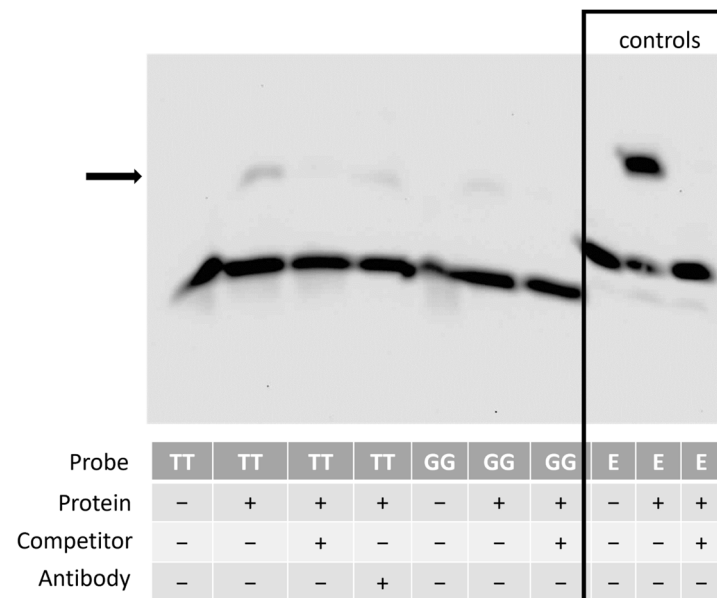 controls
Probe TT TT TT TT GG GG GG E E E
Protein – + + + – + + – + +
Competitor – – + – – – + – – +
Antibody – – – + – – – – – –